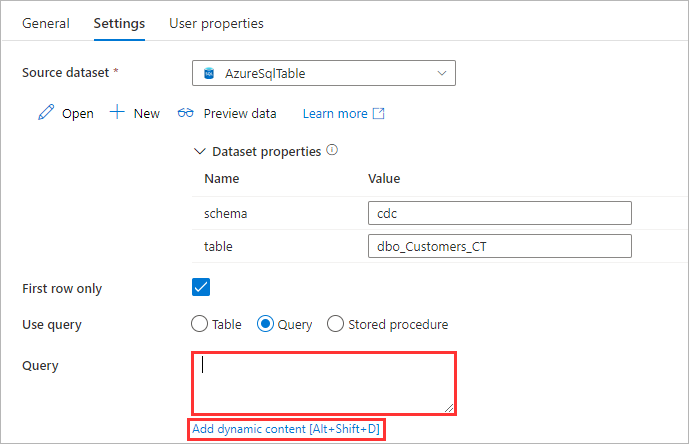 General Settings User properties
Source dataset * AzureSqlTable
Open New Preview data Learn more
Dataset properties
Name Value
schema cdc
table dbo_Customers_CT
First row only
Use query Table Query Stored procedure
Query
Add dynamic content [Alt+Shift+D]